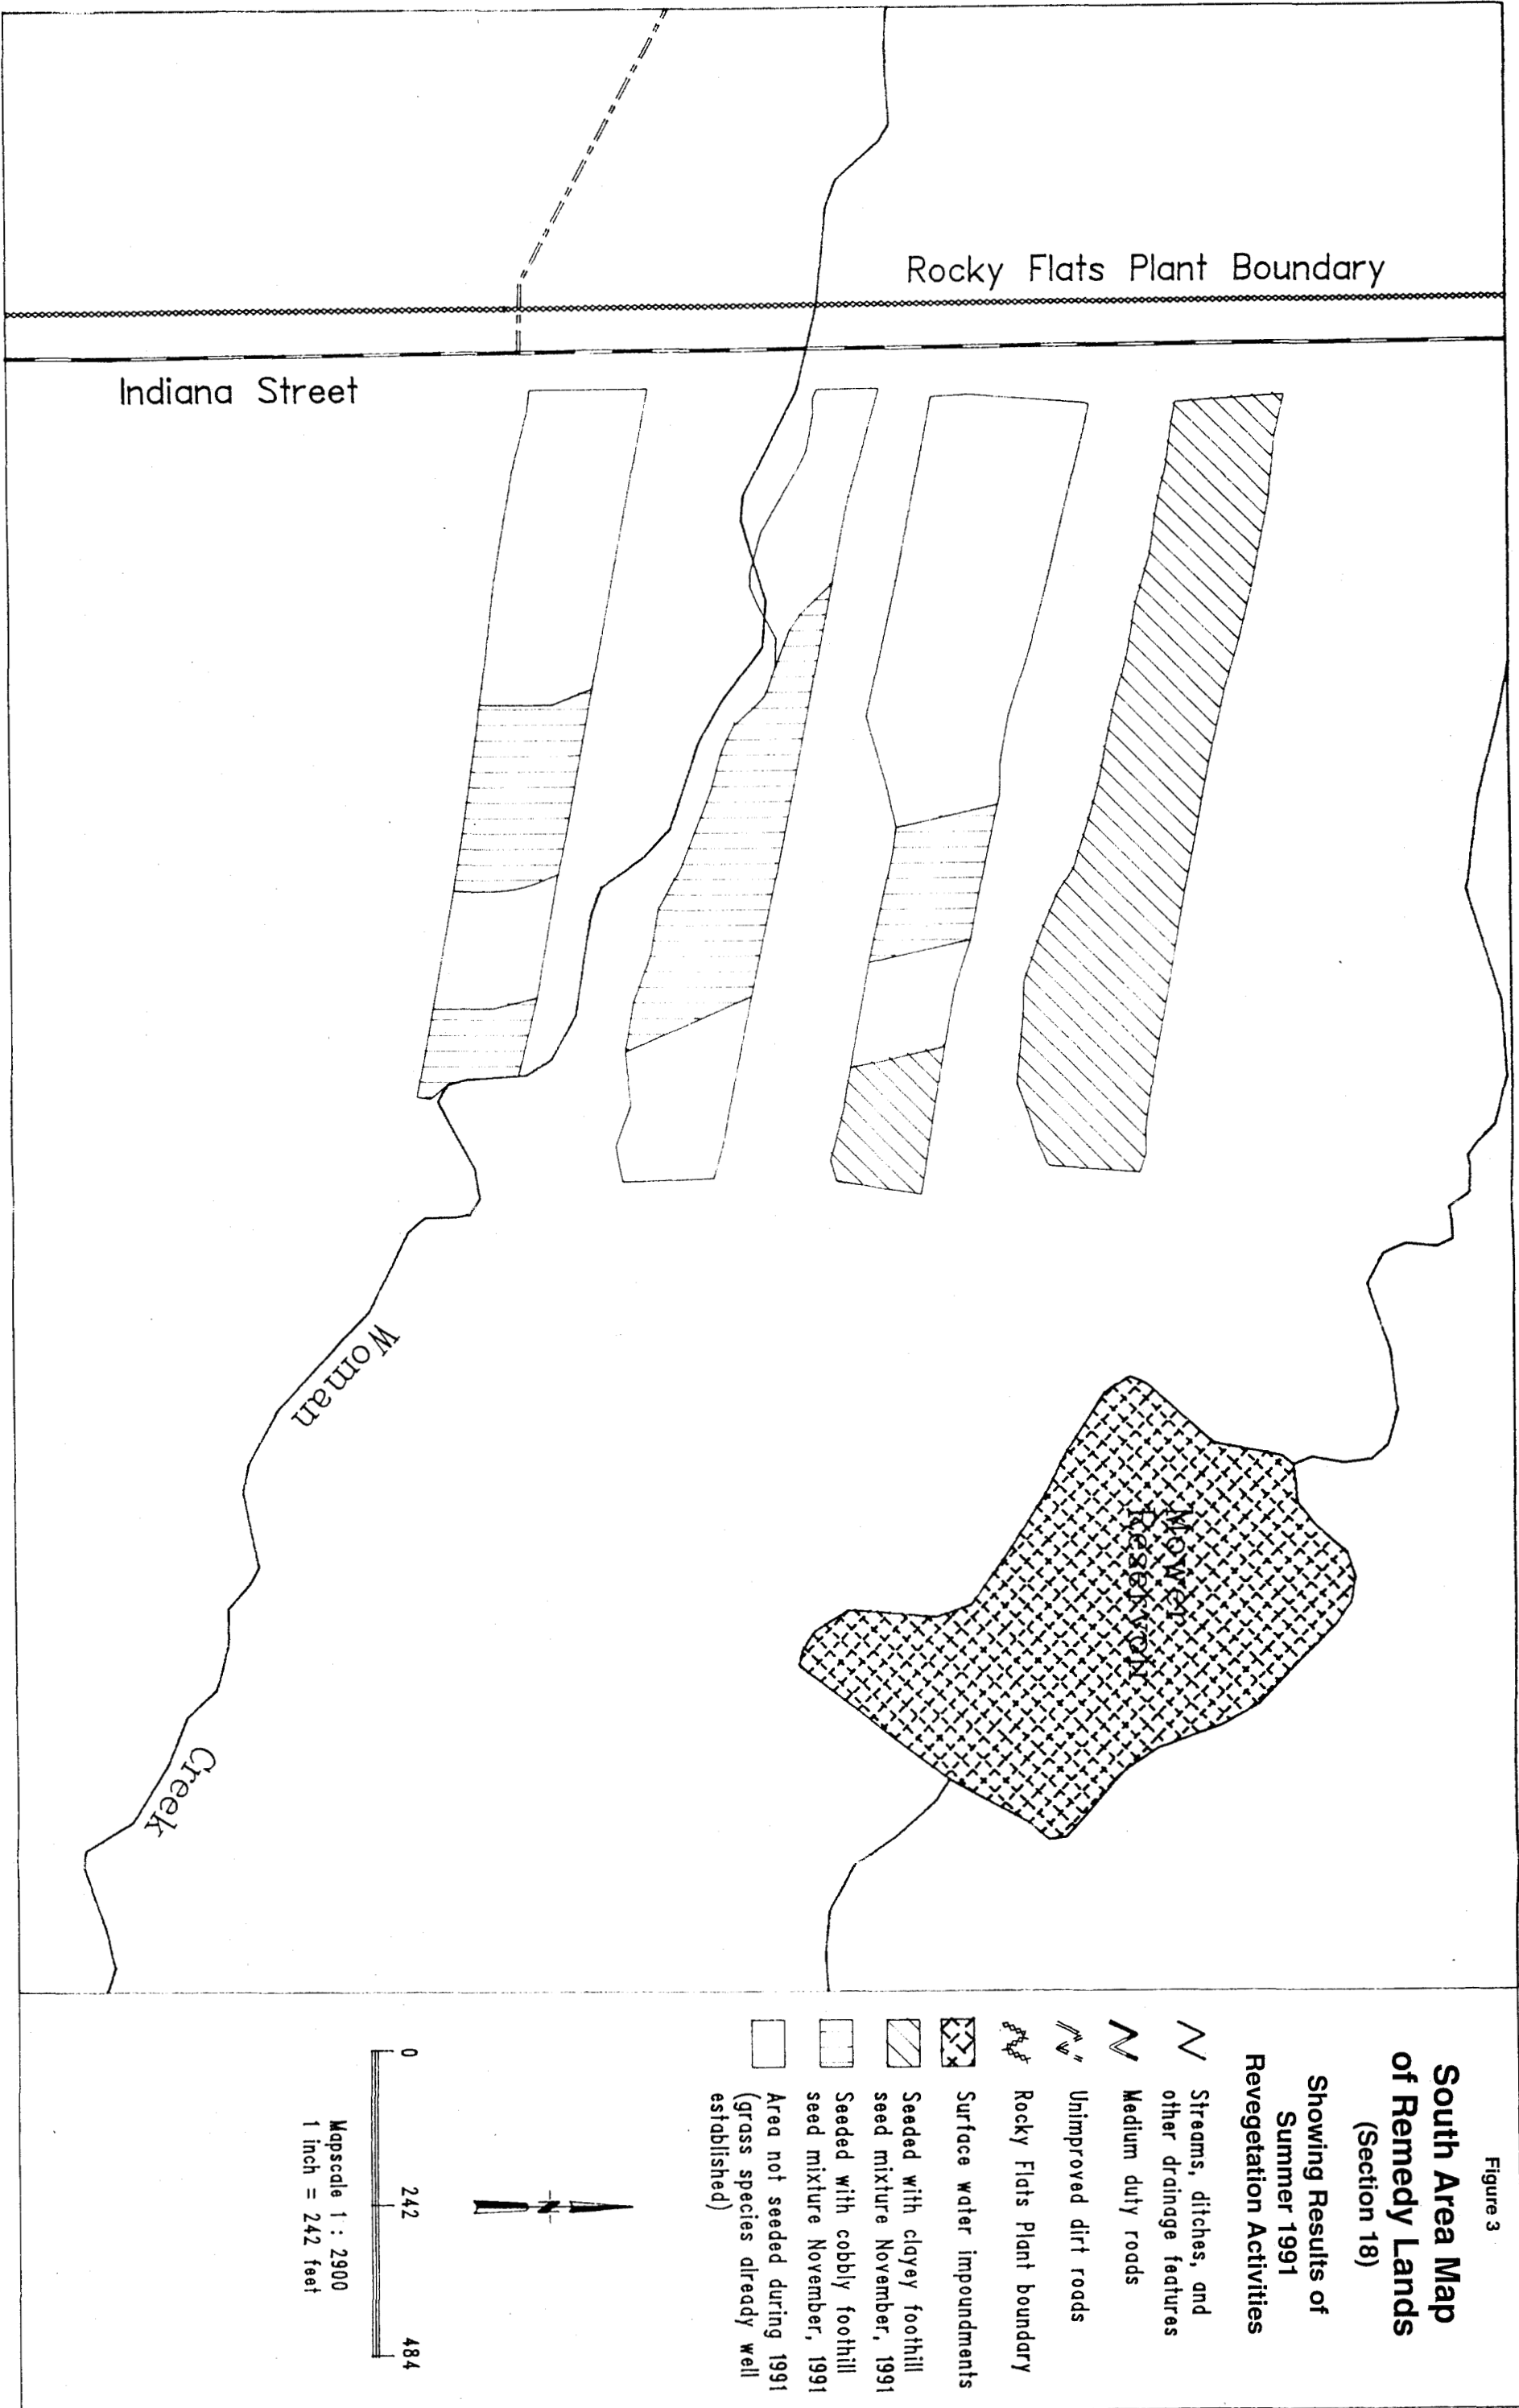 Figure 3
South Area Map
of Remedy Lands
(Section 18)
Showing Results of
Summer 1991
Revegetation Activities
Streams, ditches, and
other drainage features
Medium duty roads
Unimproved dirt roads
Rocky Flats Plant boundary
Surface water impoundments
Seeded with clayey foothill
seed mixture November, 1991
Seeded with cobbly foothill
seed mixture November, 1991
Area not seeded during 1991
(grass species already well
established)
N
0 242 484
Mapscale 1 : 2900
1 inch = 242 feet
Rocky Flats Plant Boundary
Indiana Street
Mower
Reservoir
Woman
Creek